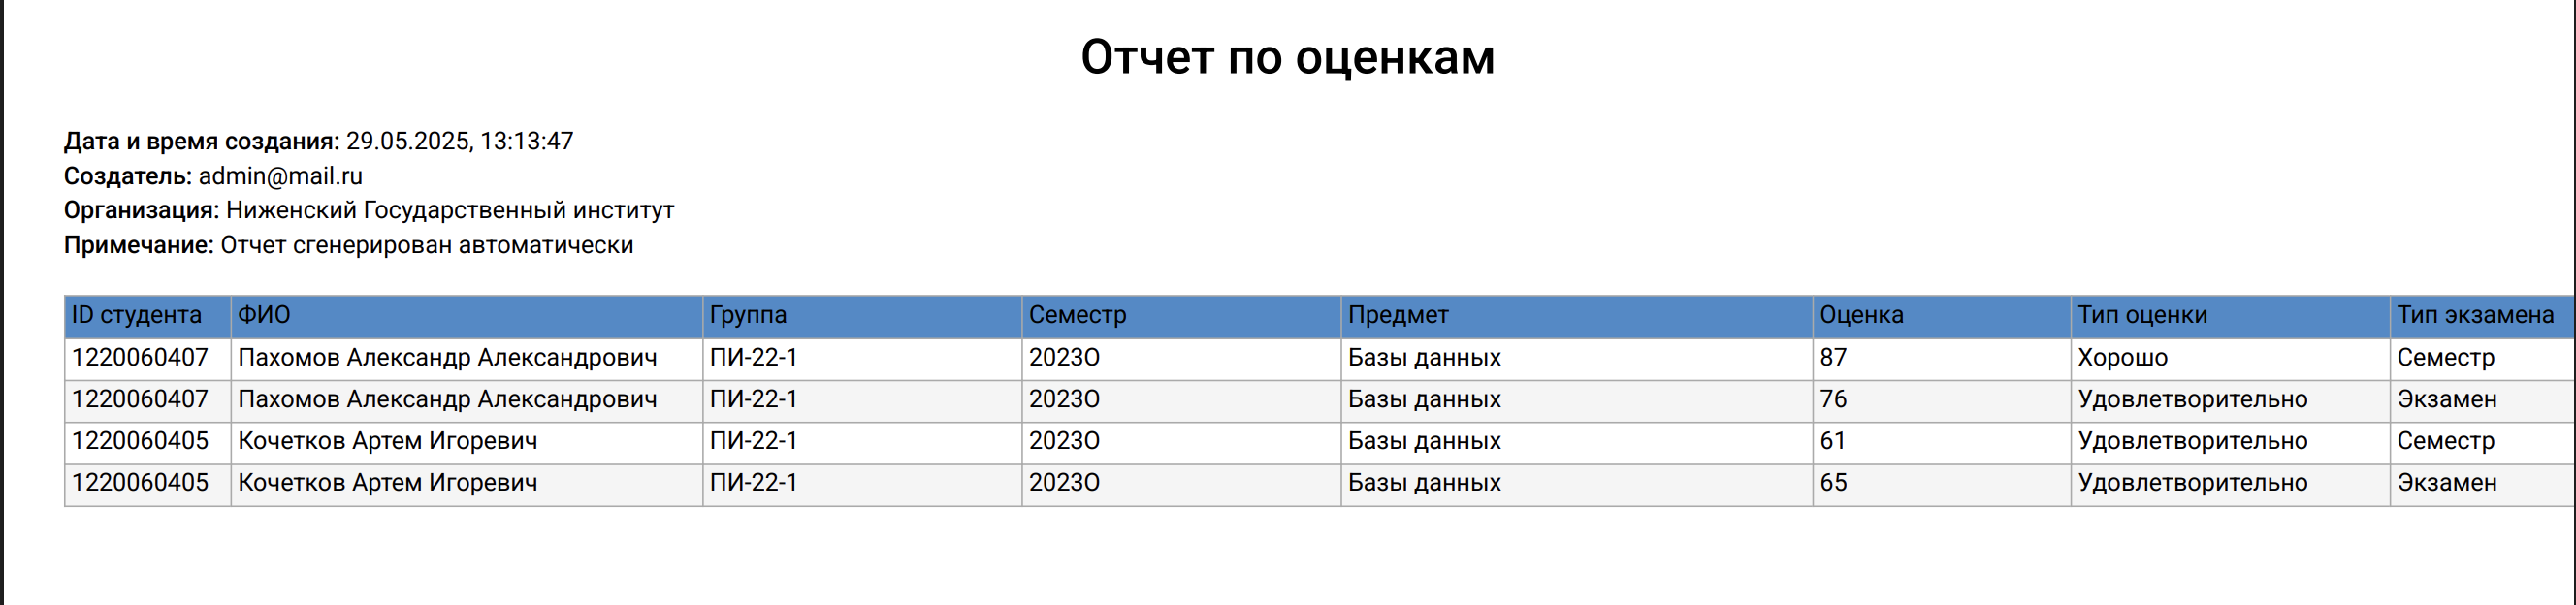 Отчет по оценкам
Дата и время создания: 29.05.2025, 13:13:47
Создатель: admin@mail.ru
Организация: Ниженский Государственный институт
Примечание: Отчет сгенерирован автоматически
ID студента ФИО Группа Семестр Предмет Оценка Тип оценки Тип экзамена
1220060407 Пахомов Александр Александрович ПИ-22-1 2023О Базы данных 87 Хорошо Семестр
1220060407 Пахомов Александр Александрович ПИ-22-1 2023О Базы данных 76 Удовлетворительно Экзамен
1220060405 Кочетков Артем Игоревич ПИ-22-1 2023О Базы данных 61 Удовлетворительно Семестр
1220060405 Кочетков Артем Игоревич ПИ-22-1 2023О Базы данных 65 Удовлетворительно Экзамен